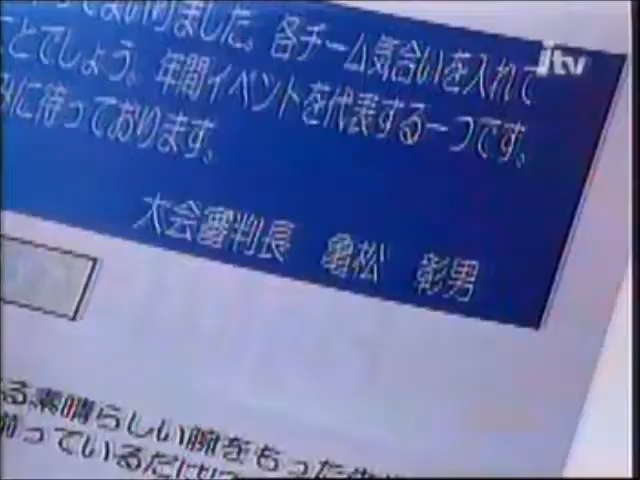 てまいりました。各チーム気合いを入れて
ことでしょう。年間イベントを代表する一つです。
みに待っております。
大会審判長 亀松 彰男
jtv
る素晴らしい腕をもった
揃っているだけに